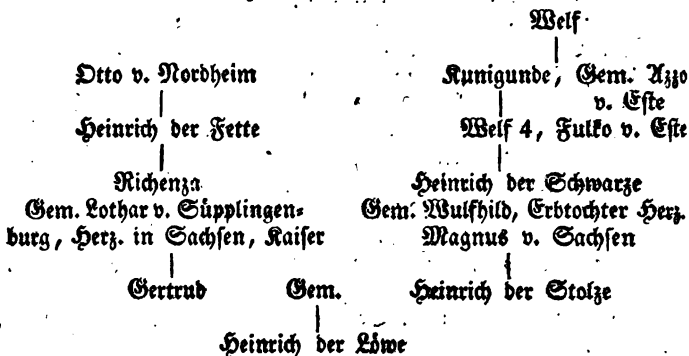 Welf
Otto v. Nordheim Kunigunde, Gem. Azzo
v. Este
Heinrich der Fette Welf 4, Fulko v. Este
Richenza Heinrich der Schwarze
Gem. Lothar v. Süpplingen= Gem. Wulfhild, Erbtochter Herz.
burg, Herz. in Sachsen, Kaiser Magnus v. Sachsen
Gertrud Gem. Heinrich der Stolze
Heinrich der Löwe